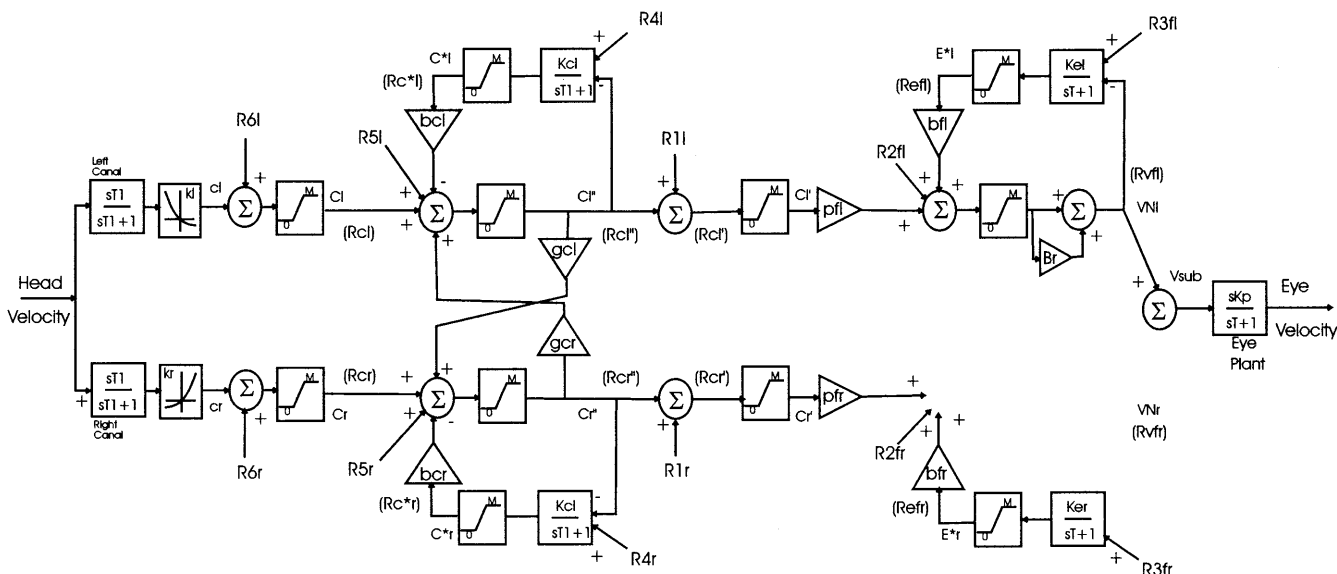 R4l
R3fl
C*l
M
0
Kcl
sT1+1
+
-
(Rc*l)
bcl
E*l
M
0
Kel
sT+1
+
-
(Refl)
bfl
R6l
R5l
R1l
R2fl
Left
Canal
sT1
sT1+1
kl
cl
+
Σ
M
0
Cl
(Rcl)
+
+
-
+
Σ
M
0
Cl"
(Rcl")
+
+
Σ
(Rcl')
M
0
Cl'
pfl
+
+
+
Σ
M
0
+
+
Σ
Br
(Rvfl)
VNl
gcl
Head
Velocity
+
Σ
Vsub
sKp
sT+1
Eye
Plant
Eye
Velocity
gcr
+
sT1
sT1+1
Right
Canal
kr
cr
Σ
+
M
0
(Rcr)
Cr
+
+
+
-
Σ
M
0
(Rcr")
Cr"
+
Σ
(Rcr')
M
0
Cr'
pfr
+
VNr
(Rvfr)
R6r
R5r
R1r
R2fr
+
+
bcr
bfr
(Rc*r)
C*r
M
0
Kcl
sT1+1
-
+
R4r
(Refr)
E*r
M
0
Ker
sT+1
+
R3fr